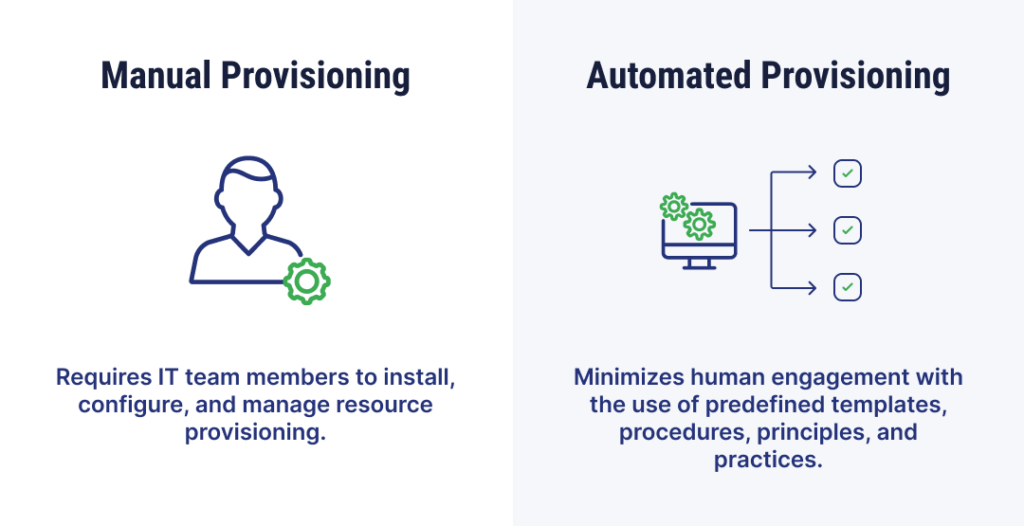 Manual Provisioning
Requires IT team members to install,
configure, and manage resource
provisioning.
Automated Provisioning
Minimizes human engagement with
the use of predefined templates,
procedures, principles, and
practices.